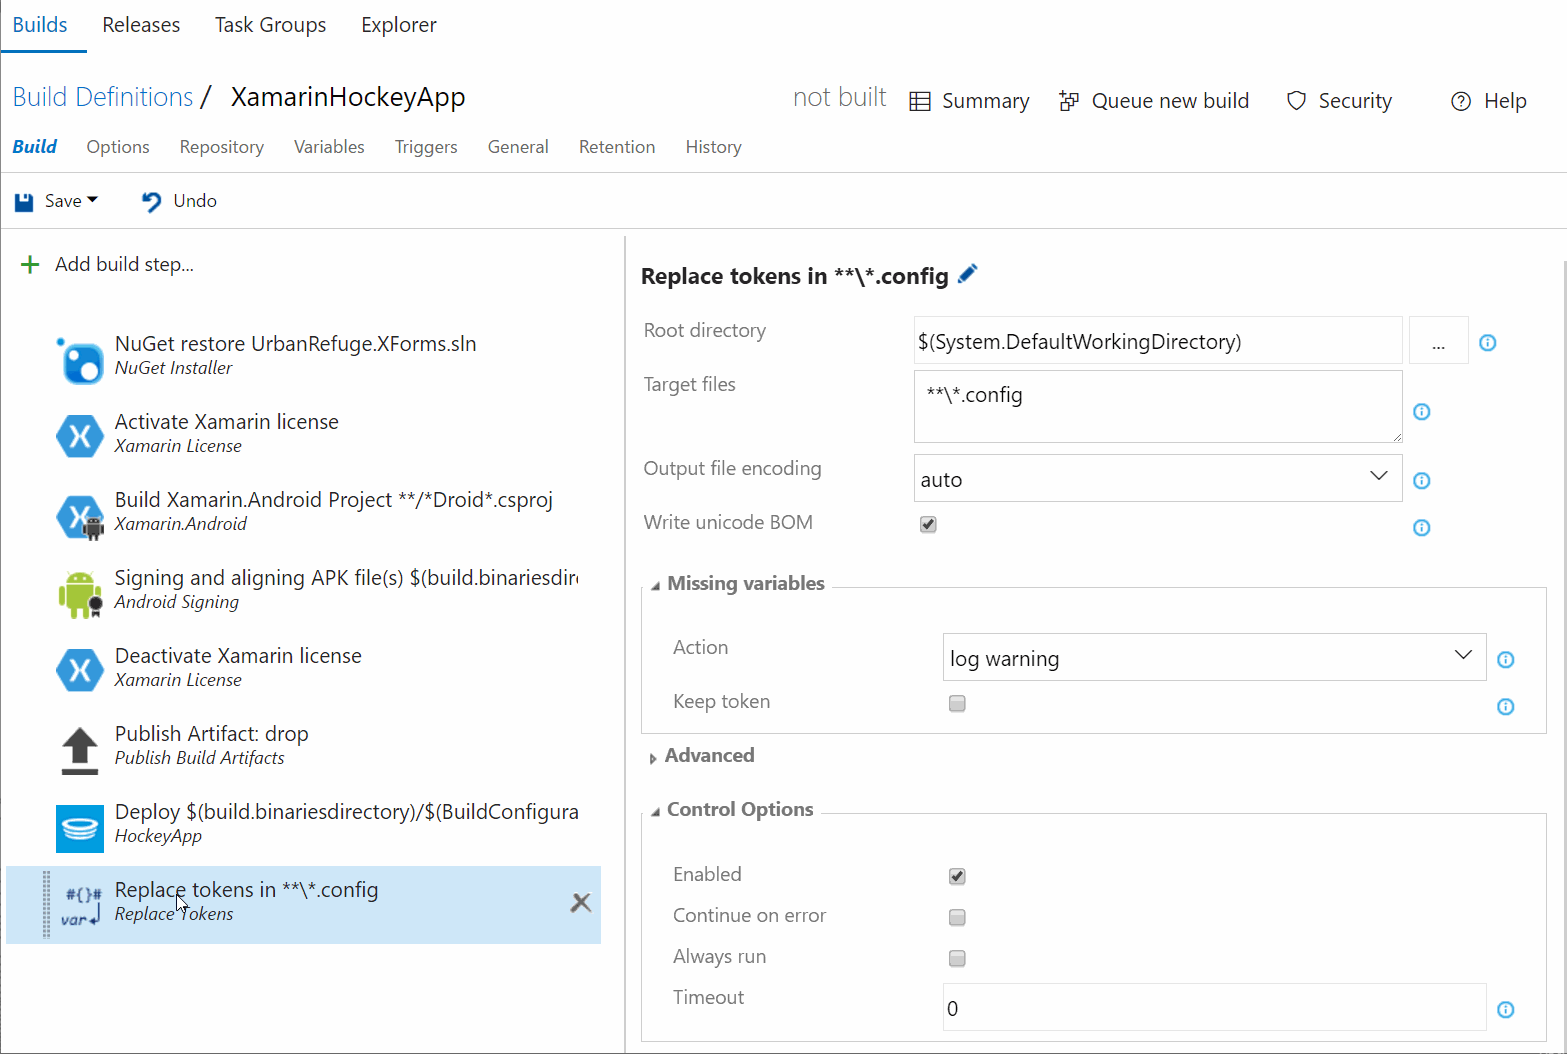 Builds Releases Task Groups Explorer
Build Definitions / XamarinHockeyApp not built Summary Queue new build Security Help
Build Options Repository Variables Triggers General Retention History
Save Undo
Add build step...
NuGet restore UrbanRefuge.XForms.sln
NuGet Installer
Activate Xamarin license
Xamarin License
Build Xamarin.Android Project **/*Droid*.csproj
Xamarin.Android
Signing and aligning APK file(s) $(build.binariesdir
Android Signing
Deactivate Xamarin license
Xamarin License
Publish Artifact: drop
Publish Build Artifacts
Deploy $(build.binariesdirectory)/$(BuildConfigura
HockeyApp
#{}#
var
Replace tokens in **\*.config
Replace Tokens
Replace tokens in **\*.config
Root directory $(System.DefaultWorkingDirectory) ...
Target files **\*.config
Output file encoding auto
Write unicode BOM
Missing variables
Action log warning
Keep token
Advanced
Control Options
Enabled
Continue on error
Always run
Timeout 0